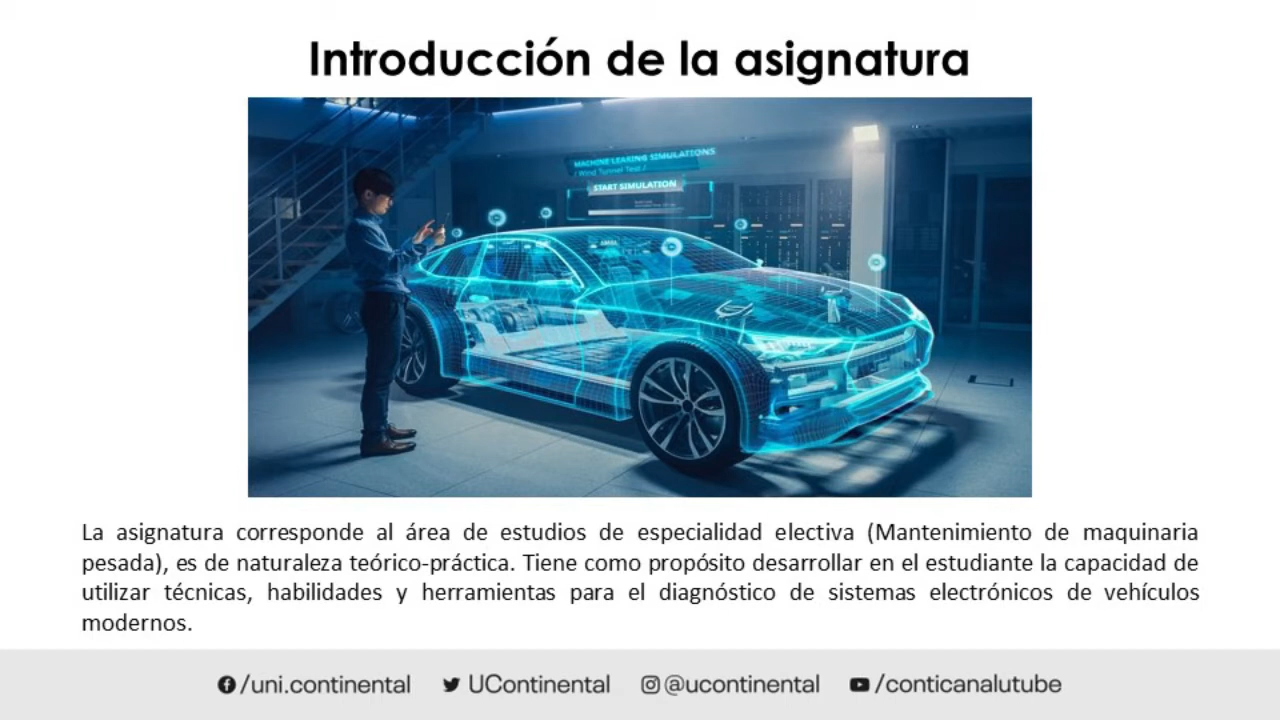 Introducción de la asignatura
MACHINE LEARING SIMULATIONS
/ Wind Tunnel Test /
START SIMULATION
La asignatura corresponde al área de estudios de especialidad electiva (Mantenimiento de maquinaria
pesada), es de naturaleza teórico-práctica. Tiene como propósito desarrollar en el estudiante la capacidad de
utilizar técnicas, habilidades y herramientas para el diagnóstico de sistemas electrónicos de vehículos
modernos.
/uni.continental UContinental @ucontinental /conticanalutube